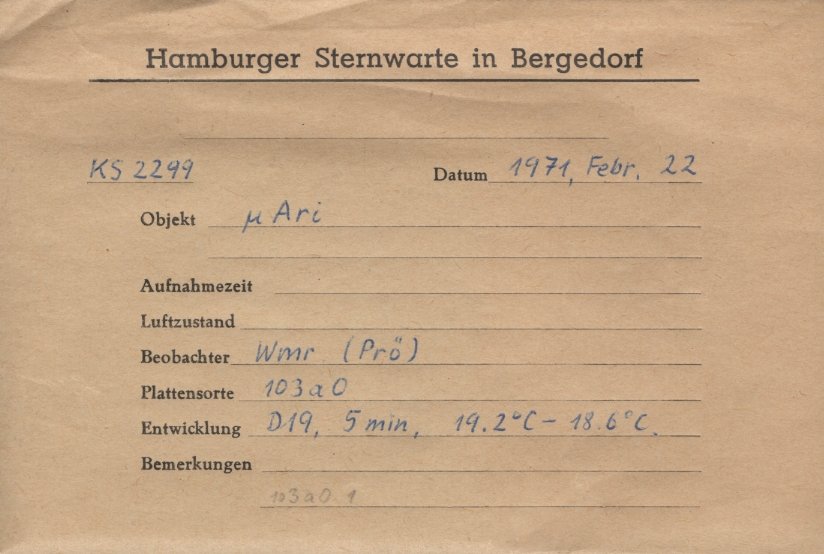 Hamburger Sternwarte in Bergedorf
KS 2299 Datum 1971, Febr. 22
Objekt μ Ari
Aufnahmezeit
Luftzustand
Beobachter Wmr (Prö)
Plattensorte 103a0
Entwicklung D19, 5 min, 19.2°C - 18.6°C.
Bemerkungen
103a0 1